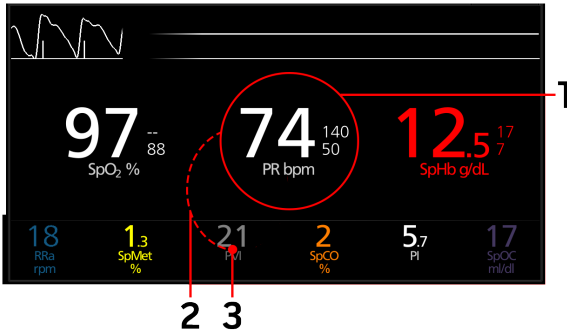 1
97 -- 88
SpO₂ %
74 140 50
PR bpm
12.5 17 7
SpHb g/dL
18
RRa
rpm
1.3
SpMet
%
21
PVI
2
SpCO
%
5.7
PI
17
SpOC
ml/dl
2 3